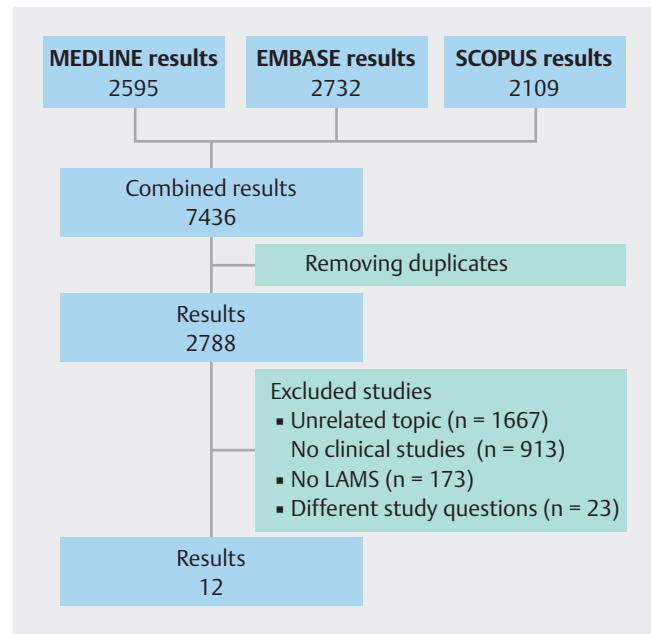 MEDLINE results
2595
EMBASE results
2732
SCOPUS results
2109
Combined results
7436
Removing duplicates
Results
2788
Excluded studies
▪ Unrelated topic (n = 1667)
No clinical studies (n = 913)
▪ No LAMS (n = 173)
▪ Different study questions (n = 23)
Results
12